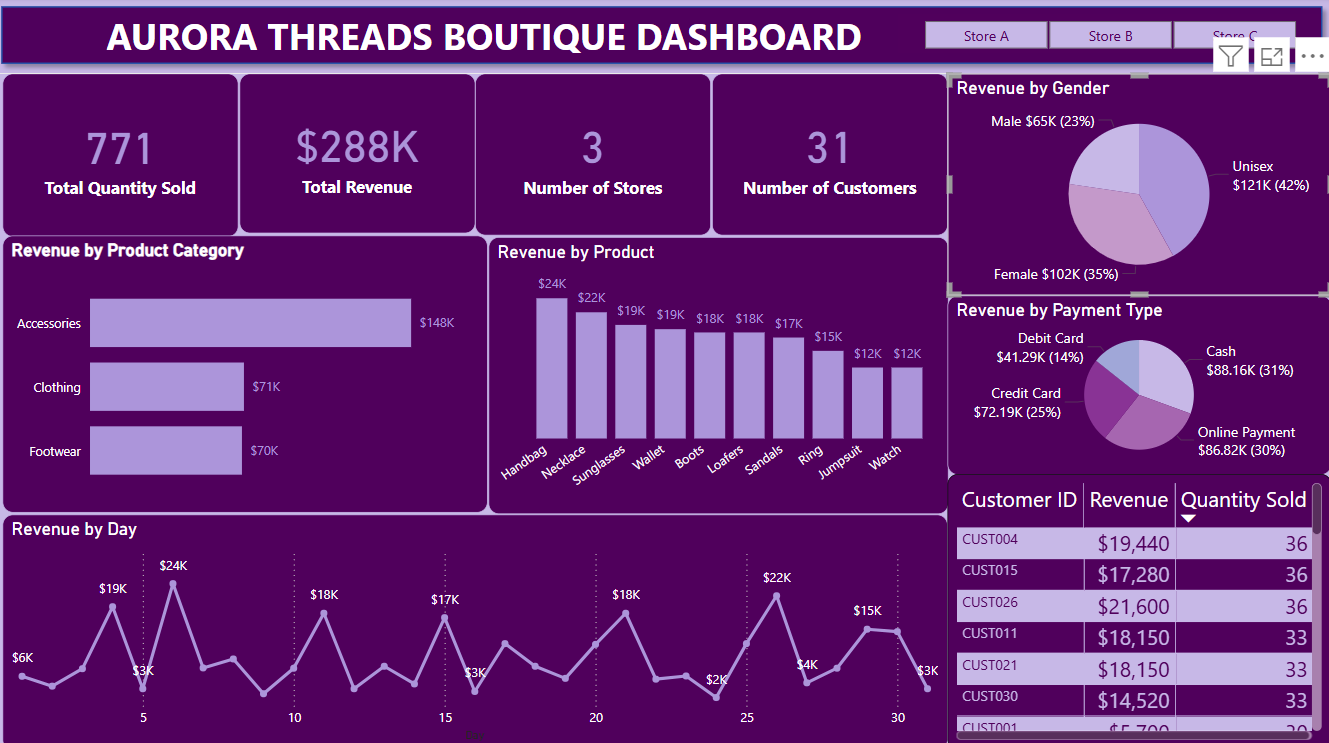 AURORA THREADS BOUTIQUE DASHBOARD
Store A
Store B
Store C
771
Total Quantity Sold
$288K
Total Revenue
3
Number of Stores
31
Number of Customers
Revenue by Gender
Male $65K (23%)
Unisex
$121K (42%)
Female $102K (35%)
Revenue by Product Category
Accessories
$148K
Clothing
$71K
Footwear
$70K
Revenue by Product
$24K
$22K
$19K
$19K
$18K
$18K
$17K
$15K
$12K
$12K
Handbag
Necklace
Sunglasses
Wallet
Boots
Loafers
Sandals
Ring
Jumpsuit
Watch
Revenue by Payment Type
Debit Card
$41.29K (14%)
Cash
$88.16K (31%)
Credit Card
$72.19K (25%)
Online Payment
$86.82K (30%)
Revenue by Day
$6K
$19K
$3K
$24K
$18K
$17K
$3K
$18K
$2K
$22K
$4K
$15K
$3K
5
10
15
20
25
30
Customer ID Revenue Quantity Sold
CUST004 $19,440 36
CUST015 $17,280 36
CUST026 $21,600 36
CUST011 $18,150 33
CUST021 $18,150 33
CUST030 $14,520 33
CUST001 $5,700 30